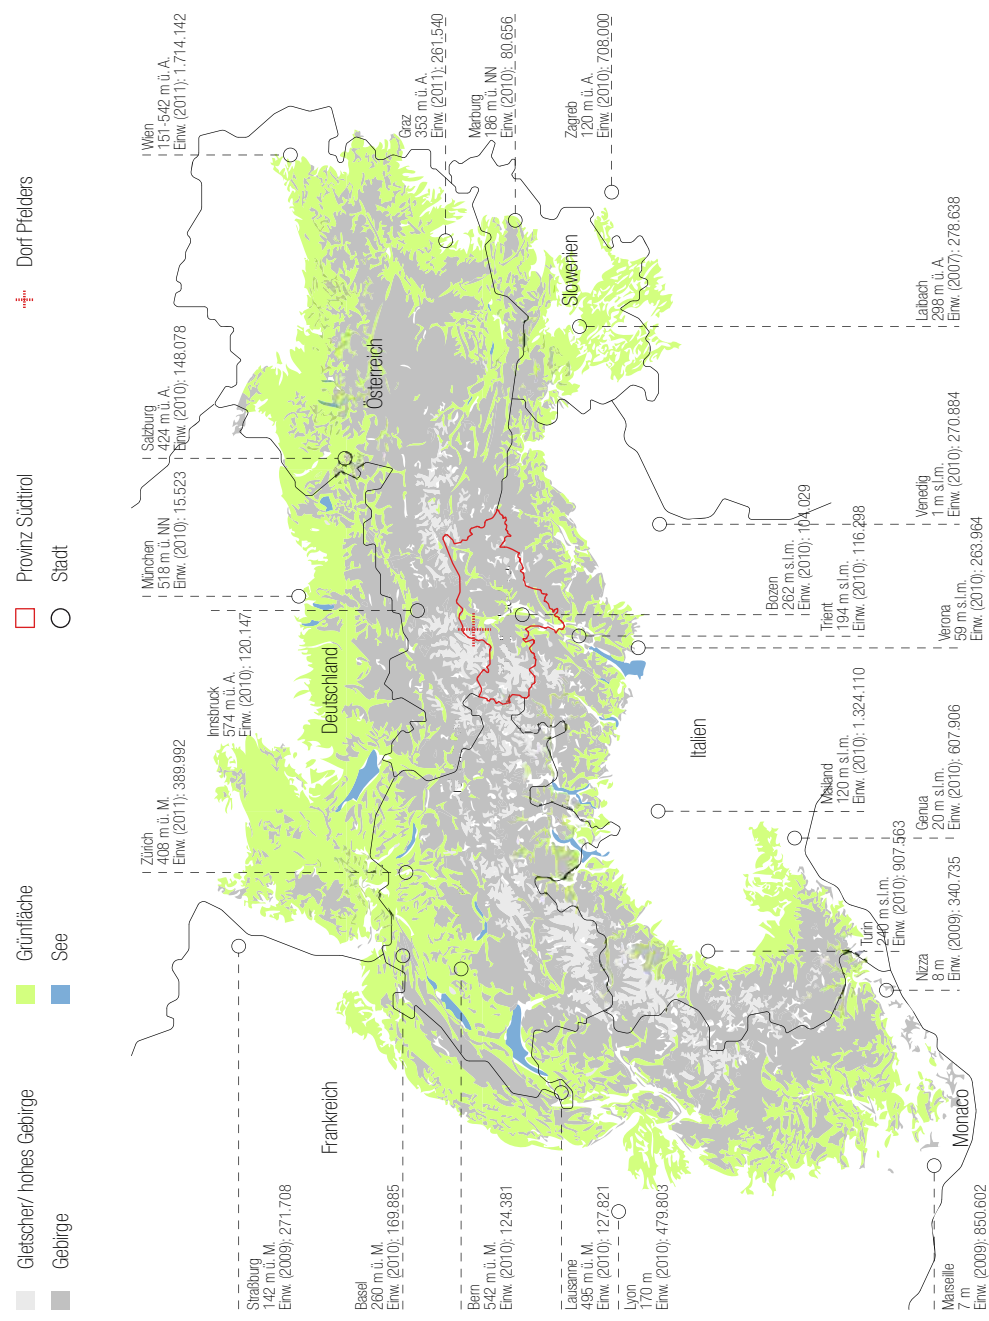 Gletscher/ hohes Gebirge
Gebirge
Grünfläche
See
Provinz Südtirol
Stadt
Dorf Pfelders
Straßburg
142 m ü. M.
Einw. (2009): 271.708
Basel
260 m ü. M.
Einw. (2010): 169.885
Bern
542 m ü. M.
Einw. (2010): 124.381
Lausanne
495 m ü. M.
Einw. (2010): 127.821
Lyon
170 m
Einw. (2010): 479.803
Marseille
7 m
Einw. (2009): 850.602
Zürich
408 m ü. M.
Einw. (2011): 389.992
Innsbruck
574 m ü. A.
Einw. (2010): 120.147
München
518 m ü. NN
Einw. (2010): 15.523
Salzburg
424 m ü. A.
Einw. (2010): 148.078
Wien
151-542 m ü. A.
Einw. (2011): 1.714.142
Graz
353 m ü. A.
Einw. (2011): 261.540
Marburg
186 m ü. NN
Einw. (2010): 80.656
Zagreb
120 m ü. A.
Einw. (2010): 708.000
Frankreich
Deutschland
Österreich
Slowenien
Italien
Monaco
Nizza
8 m
Einw. (2009): 340.735
Turin
240 m s.l.m.
Einw. (2010): 907.563
Genua
20 m s.l.m.
Einw. (2010): 607.906
Mailand
120 m s.l.m.
Einw. (2010): 1.324.110
Verona
59 m s.l.m.
Einw. (2010): 263.964
Trient
194 m s.l.m.
Einw. (2010): 116.298
Bozen
262 m s.l.m.
Einw. (2010): 104.029
Venedig
1 m s.l.m.
Einw. (2010): 270.884
Laibach
298 m ü. A.
Einw. (2007): 278.638